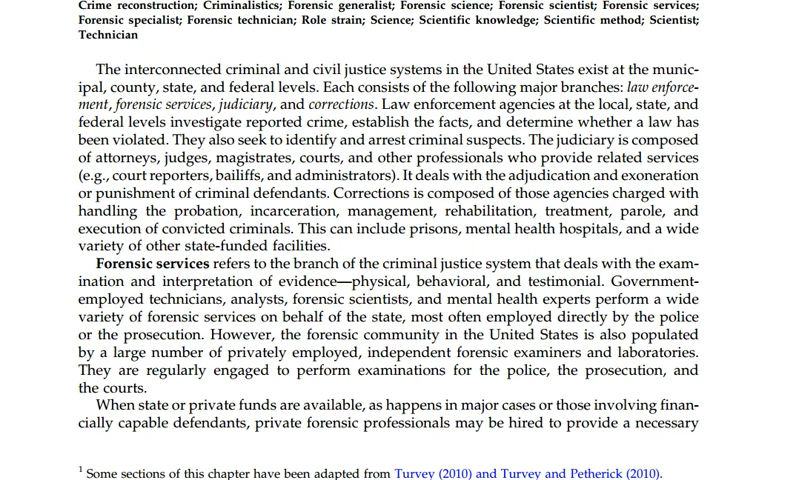 Crime reconstruction; Criminalistics; Forensic generalist; Forensic science; Forensic scientist; Forensic services;
Forensic specialist; Forensic technician; Role strain; Science; Scientific knowledge; Scientific method; Scientist;
Technician
The interconnected criminal and civil justice systems in the United States exist at the munic-
ipal, county, state, and federal levels. Each consists of the following major branches: law enforce-
ment, forensic services, judiciary, and corrections. Law enforcement agencies at the local, state, and
federal levels investigate reported crime, establish the facts, and determine whether a law has
been violated. They also seek to identify and arrest criminal suspects. The judiciary is composed
of attorneys, judges, magistrates, courts, and other professionals who provide related services
(e.g., court reporters, bailiffs, and administrators). It deals with the adjudication and exoneration
or punishment of criminal defendants. Corrections is composed of those agencies charged with
handling the probation, incarceration, management, rehabilitation, treatment, parole, and
execution of convicted criminals. This can include prisons, mental health hospitals, and a wide
variety of other state-funded facilities.
Forensic services refers to the branch of the criminal justice system that deals with the exam-
ination and interpretation of evidence—physical, behavioral, and testimonial. Government-
employed technicians, analysts, forensic scientists, and mental health experts perform a wide
variety of forensic services on behalf of the state, most often employed directly by the police
or the prosecution. However, the forensic community in the United States is also populated
by a large number of privately employed, independent forensic examiners and laboratories.
They are regularly engaged to perform examinations for the police, the prosecution, and
the courts.
When state or private funds are available, as happens in major cases or those involving finan-
cially capable defendants, private forensic professionals may be hired to provide a necessary
1 Some sections of this chapter have been adapted from Turvey (2010) and Turvey and Petherick (2010).